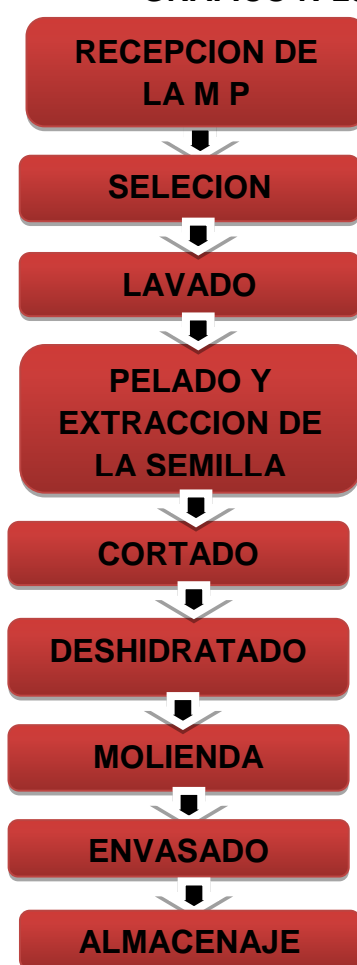 RECEPCION DE
LA M P
SELECION
LAVADO
PELADO Y
EXTRACCION DE
LA SEMILLA
CORTADO
DESHIDRATADO
MOLIENDA
ENVASADO
ALMACENAJE